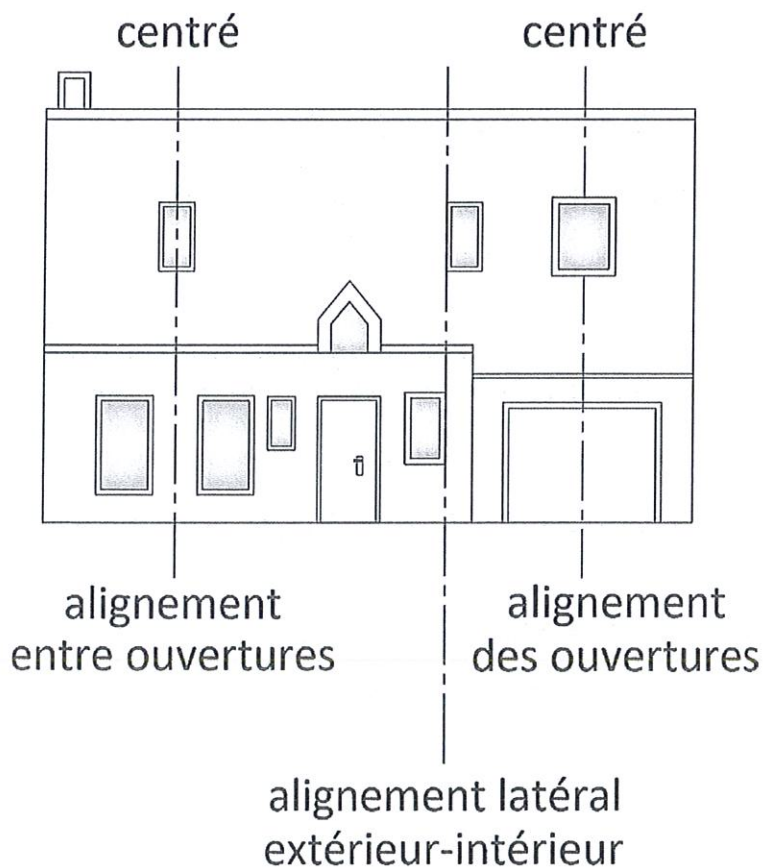 centré
centré
alignement
entre ouvertures
alignement
des ouvertures
alignement latéral
extérieur-intérieur